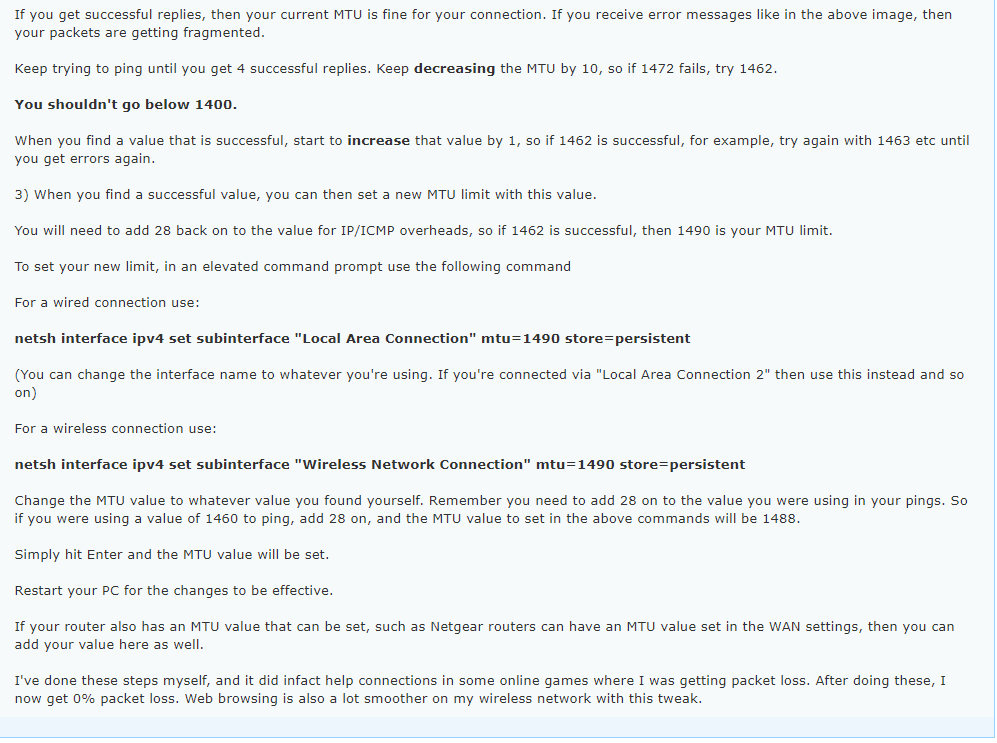 If you get successful replies, then your current MTU is fine for your connection. If you receive error messages like in the above image, then
your packets are getting fragmented.
Keep trying to ping until you get 4 successful replies. Keep decreasing the MTU by 10, so if 1472 fails, try 1462.
You shouldn't go below 1400.
When you find a value that is successful, start to increase that value by 1, so if 1462 is successful, for example, try again with 1463 etc until
you get errors again.
3) When you find a successful value, you can then set a new MTU limit with this value.
You will need to add 28 back on to the value for IP/ICMP overheads, so if 1462 is successful, then 1490 is your MTU limit.
To set your new limit, in an elevated command prompt use the following command
For a wired connection use:
netsh interface ipv4 set subinterface "Local Area Connection" mtu=1490 store=persistent
(You can change the interface name to whatever you're using. If you're connected via "Local Area Connection 2" then use this instead and so
on)
For a wireless connection use:
netsh interface ipv4 set subinterface "Wireless Network Connection" mtu=1490 store=persistent
Change the MTU value to whatever value you found yourself. Remember you need to add 28 on to the value you were using in your pings. So
if you were using a value of 1460 to ping, add 28 on, and the MTU value to set in the above commands will be 1488.
Simply hit Enter and the MTU value will be set.
Restart your PC for the changes to be effective.
If your router also has an MTU value that can be set, such as Netgear routers can have an MTU value set in the WAN settings, then you can
add your value here as well.
I've done these steps myself, and it did infact help connections in some online games where I was getting packet loss. After doing these, I
now get 0% packet loss. Web browsing is also a lot smoother on my wireless network with this tweak.